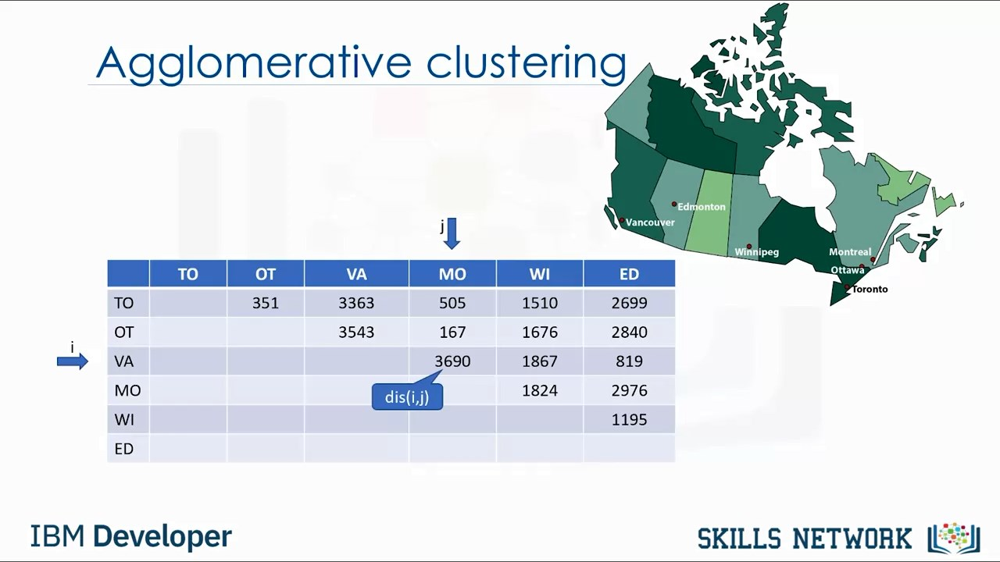 Agglomerative clustering
Edmonton
Vancouver
Winnipeg
Montreal
Ottawa
Toronto
j
TO OT VA MO WI ED
TO 351 3363 505 1510 2699
OT 3543 167 1676 2840
i
VA 3690 1867 819
dis(i,j)
MO 1824 2976
WI 1195
ED
IBM Developer
SKILLS NETWORK